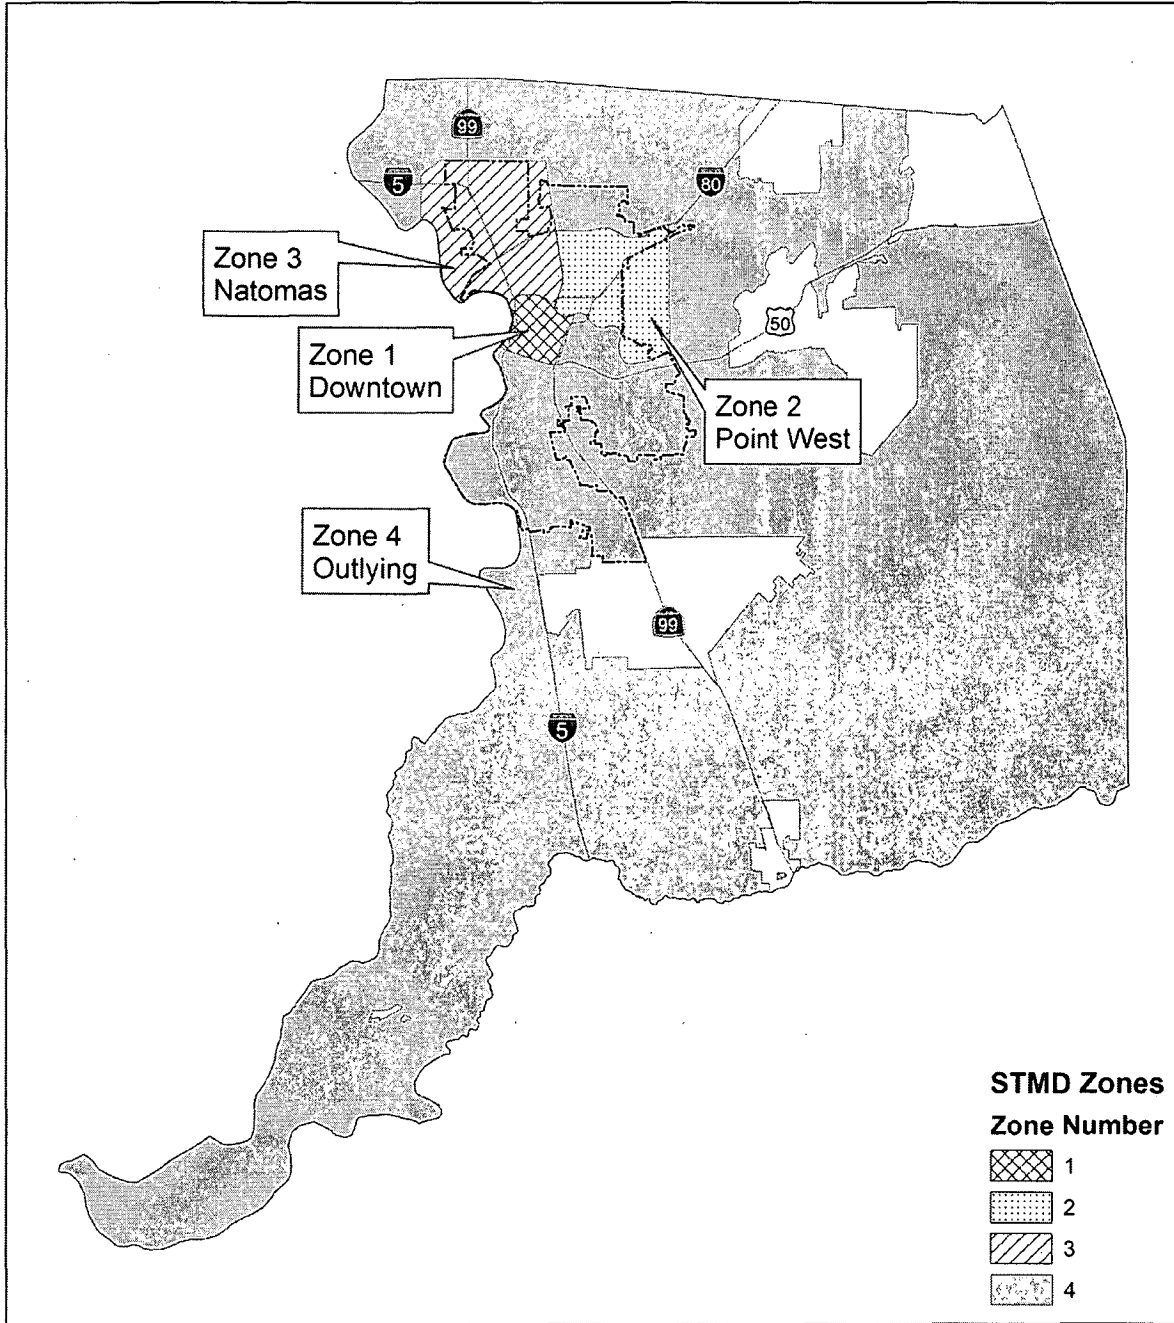 99
5
80
Zone 3
Natomas
50
Zone 1
Downtown
Zone 2
Point West
Zone 4
Outlying
99
5
STMD Zones
Zone Number
1
2
3
4